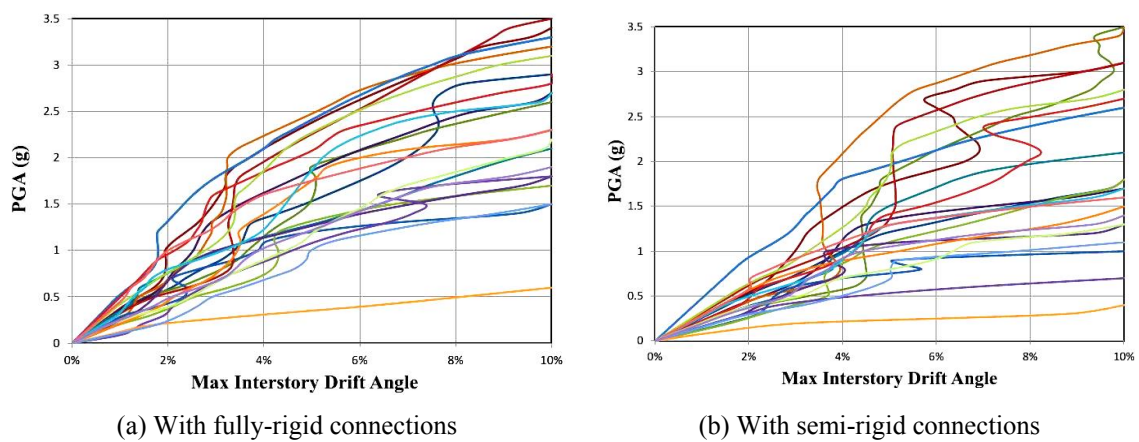 3.5
3
2.5
2
1.5
1
0.5
0
PGA (g)
0% 2% 4% 6% 8% 10%
Max Interstory Drift Angle
(a) With fully-rigid connections
3.5
3
2.5
2
1.5
1
0.5
0
PGA (g)
0% 2% 4% 6% 8% 10%
Max Interstory Drift Angle
(b) With semi-rigid connections